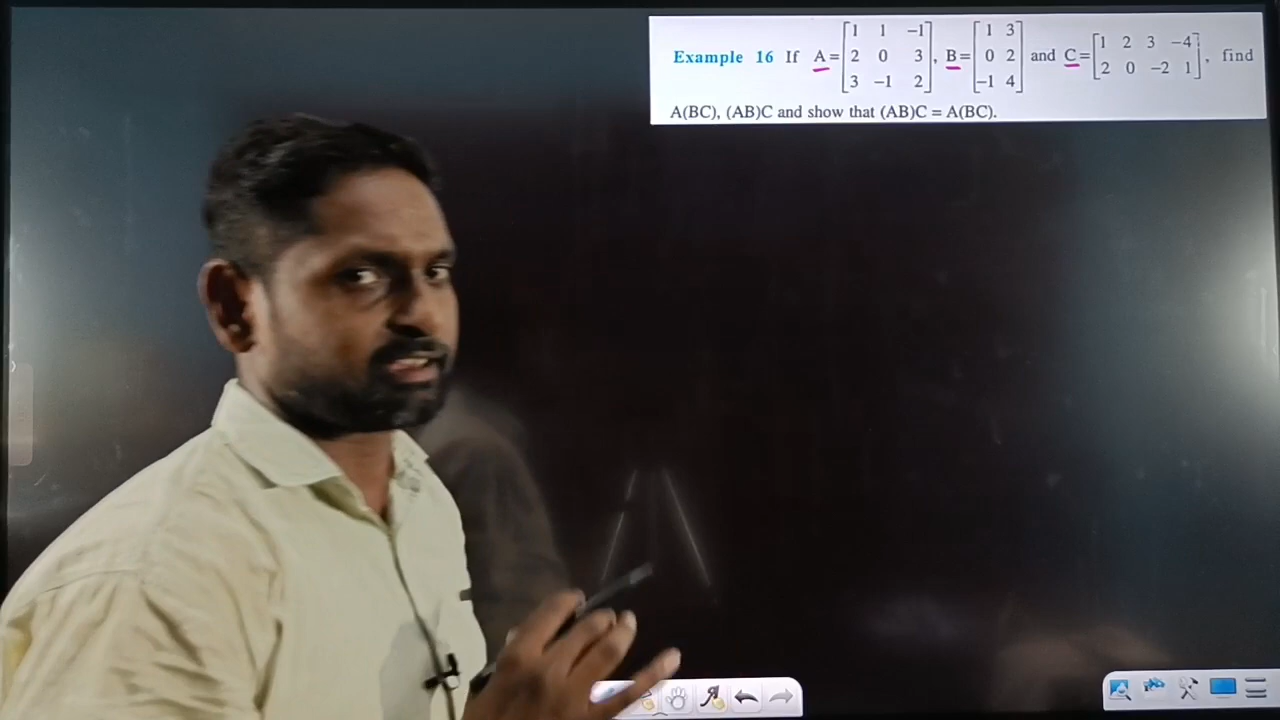 Example 16 If A = [1 1 -1; 2 0 3; 3 -1 2], B = [1 3; 0 2; -1 4] and C = [1 2 3 -4; 2 0 -2 1], find
A(BC), (AB)C and show that (AB)C = A(BC).